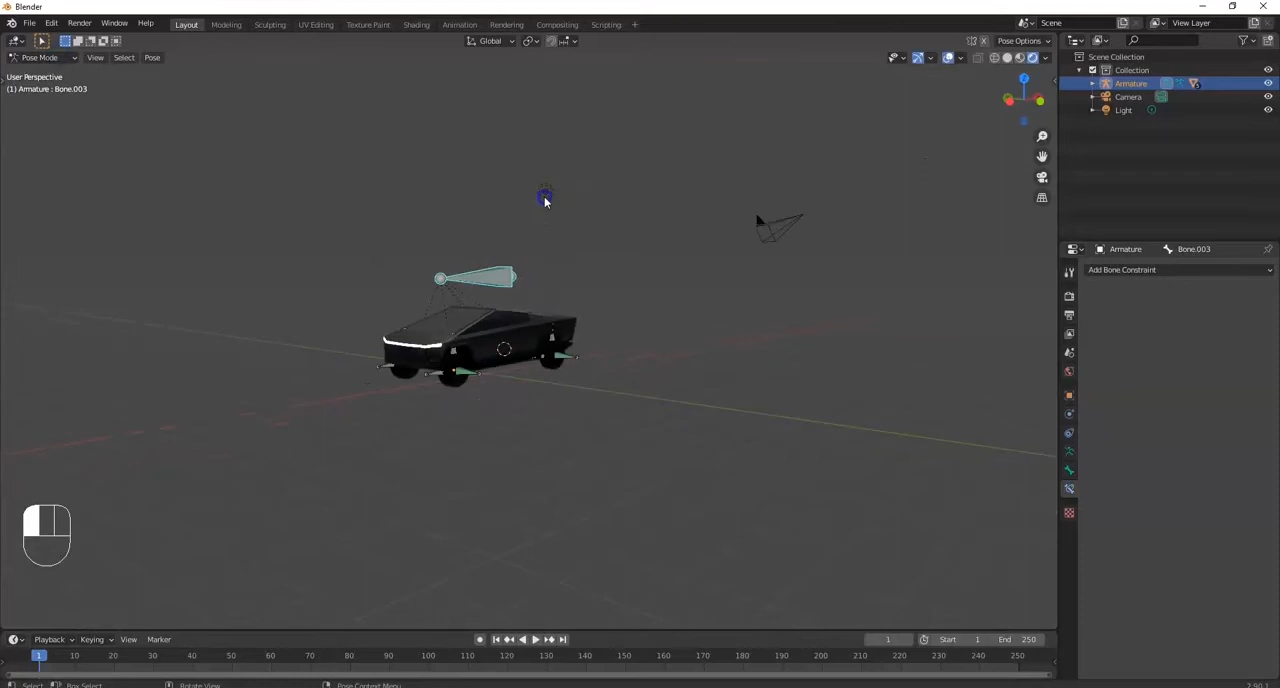 Blender
File Edit Render Window Help Layout Modeling Sculpting UV Editing Texture Paint Shading Animation Rendering Compositing Scripting + Scene View Layer
Global Pose Options
Pose Mode View Select Pose
User Perspective
(1) Armature : Bone.003
Scene Collection
Collection
Armature
Camera
Light
Armature Bone.003
Add Bone Constraint
Playback Keying View Marker 1 Start 1 End 250
1 10 20 30 40 50 60 70 80 90 100 110 120 130 140 150 160 170 180 190 200 210 220 230 240 250
Select Box Select Rotate View Pose Context Menu 2.90.1